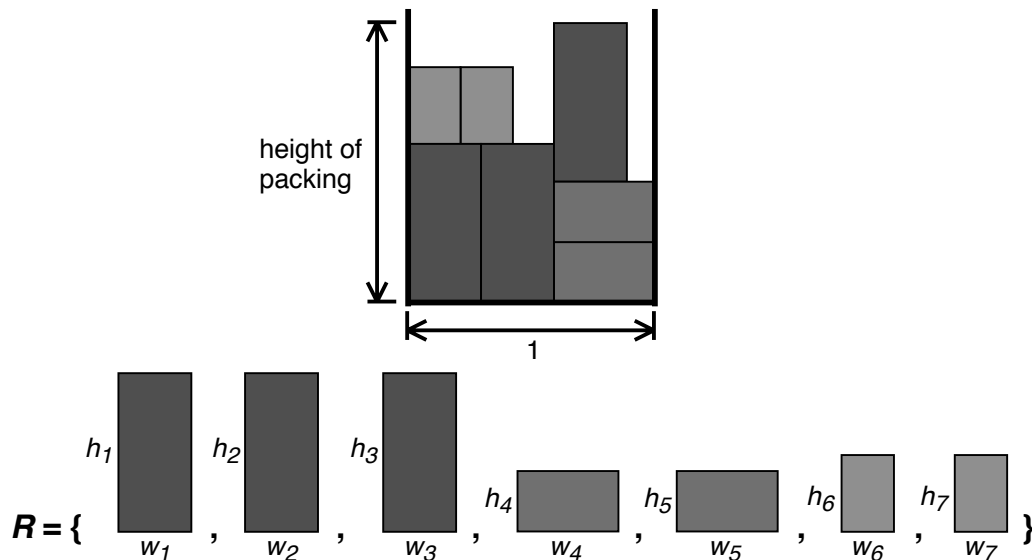 height of
packing
1
h1 h2 h3 h4 h5 h6 h7
R = { , , , , , , }
w1 w2 w3 w4 w5 w6 w7